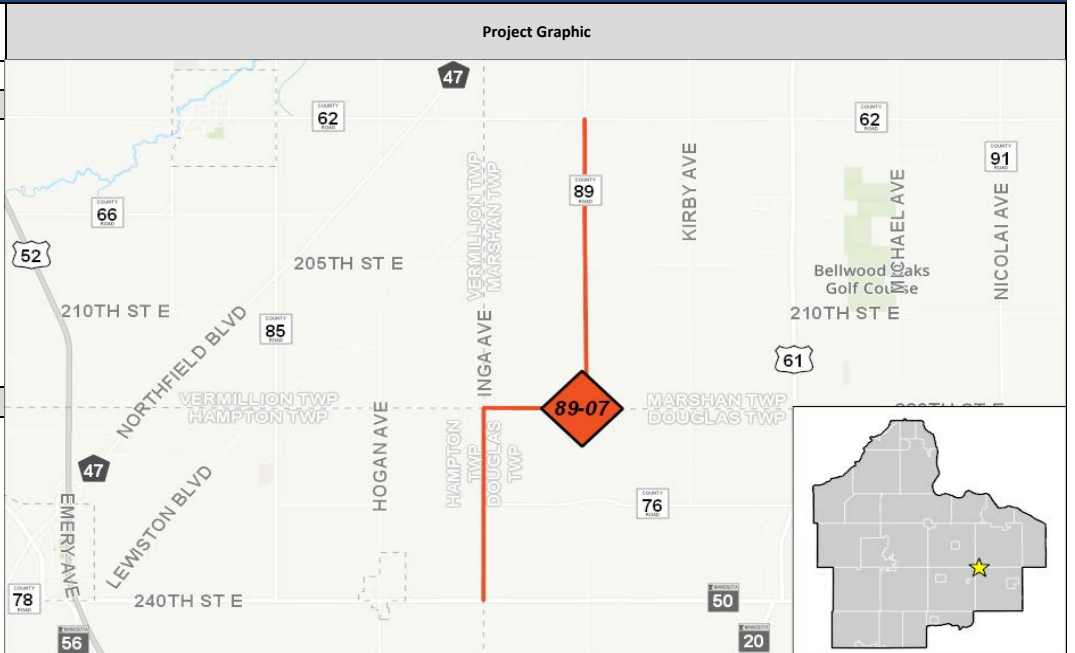 Project Graphic
47
COUNTY
62
ROAD
COUNTY
62
ROAD
COUNTY
91
ROAD
COUNTY
89
ROAD
KIRBY AVE
VERMILLION TWP
MARSHAN TWP
MICHAEL AVE
NICOLAI AVE
COUNTY
66
ROAD
52
205TH ST E
Bellwood Oaks
Golf Course
210TH ST E
210TH ST E
COUNTY
85
ROAD
NORTHFIELD BLVD
INGA AVE
61
VERMILLION TWP
HAMPTON TWP
89-07
MARSHAN TWP
DOUGLAS TWP
HOGAN AVE
HAMPTON
TWP
DOUGLAS
TWP
47
LEWISTON BLVD
EMERY AVE
COUNTY
76
ROAD
COUNTY
78
ROAD
240TH ST E
MINNESOTA
50
MINNESOTA
56
MINNESOTA
20